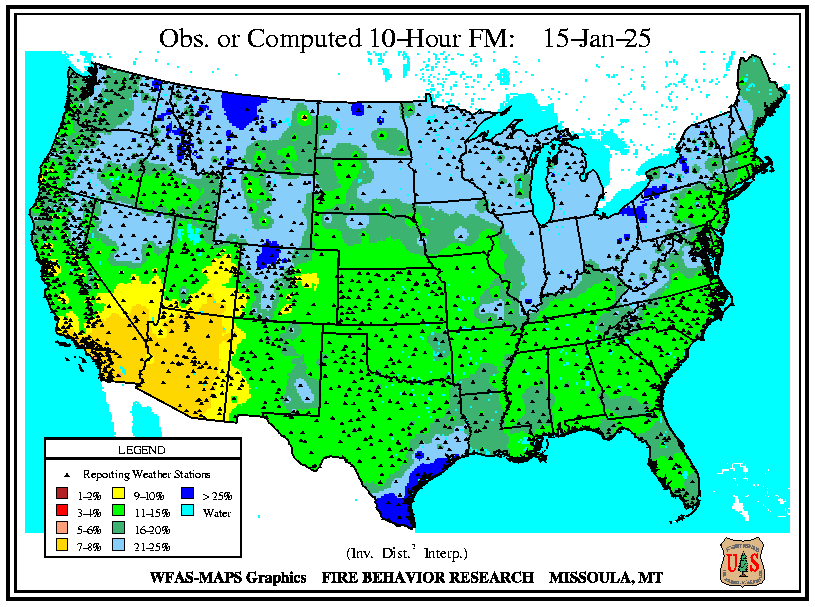 Obs. or Computed 10-Hour FM: 15-Jan-25
LEGEND
Reporting Weather Stations
1-2% 9-10% > 25%
3-4% 11-15% Water
5-6% 16-20%
7-8% 21-25%
(Inv. Dist.² Interp.)
WFAS-MAPS Graphics FIRE BEHAVIOR RESEARCH MISSOULA, MT
U S